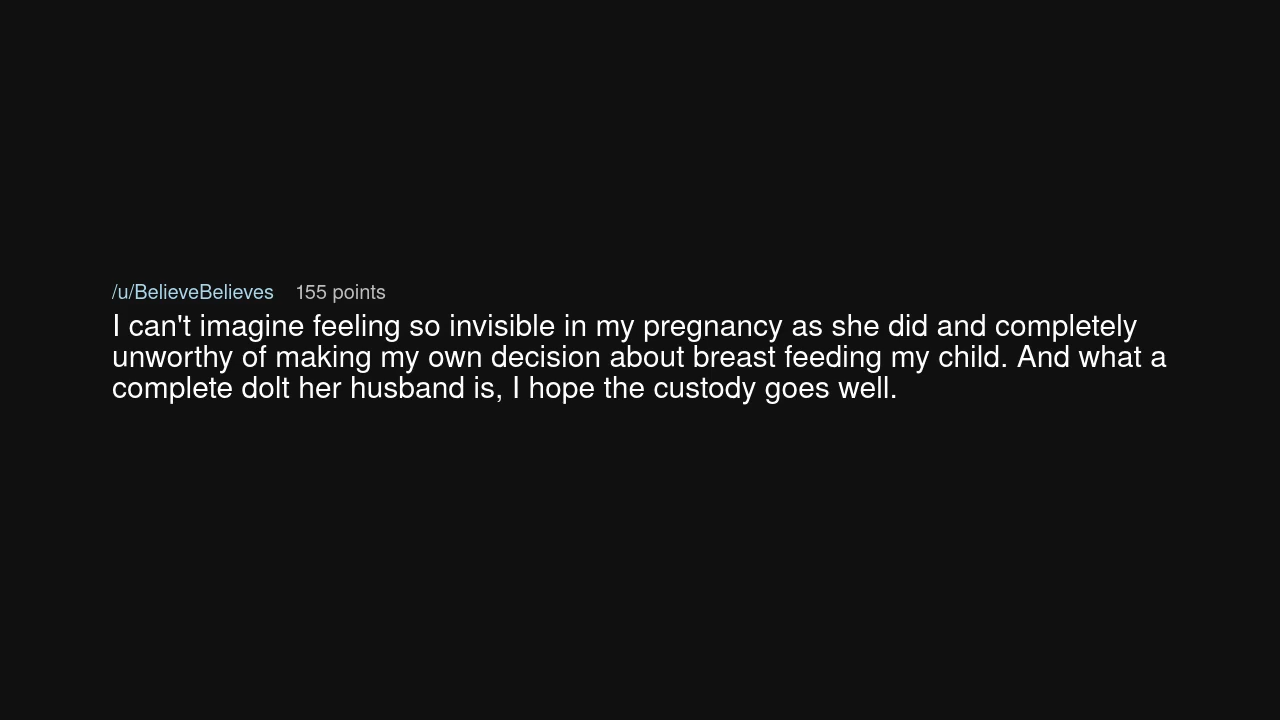 /u/BelieveBelieves 155 points
I can't imagine feeling so invisible in my pregnancy as she did and completely
unworthy of making my own decision about breast feeding my child. And what a
complete dolt her husband is, I hope the custody goes well.